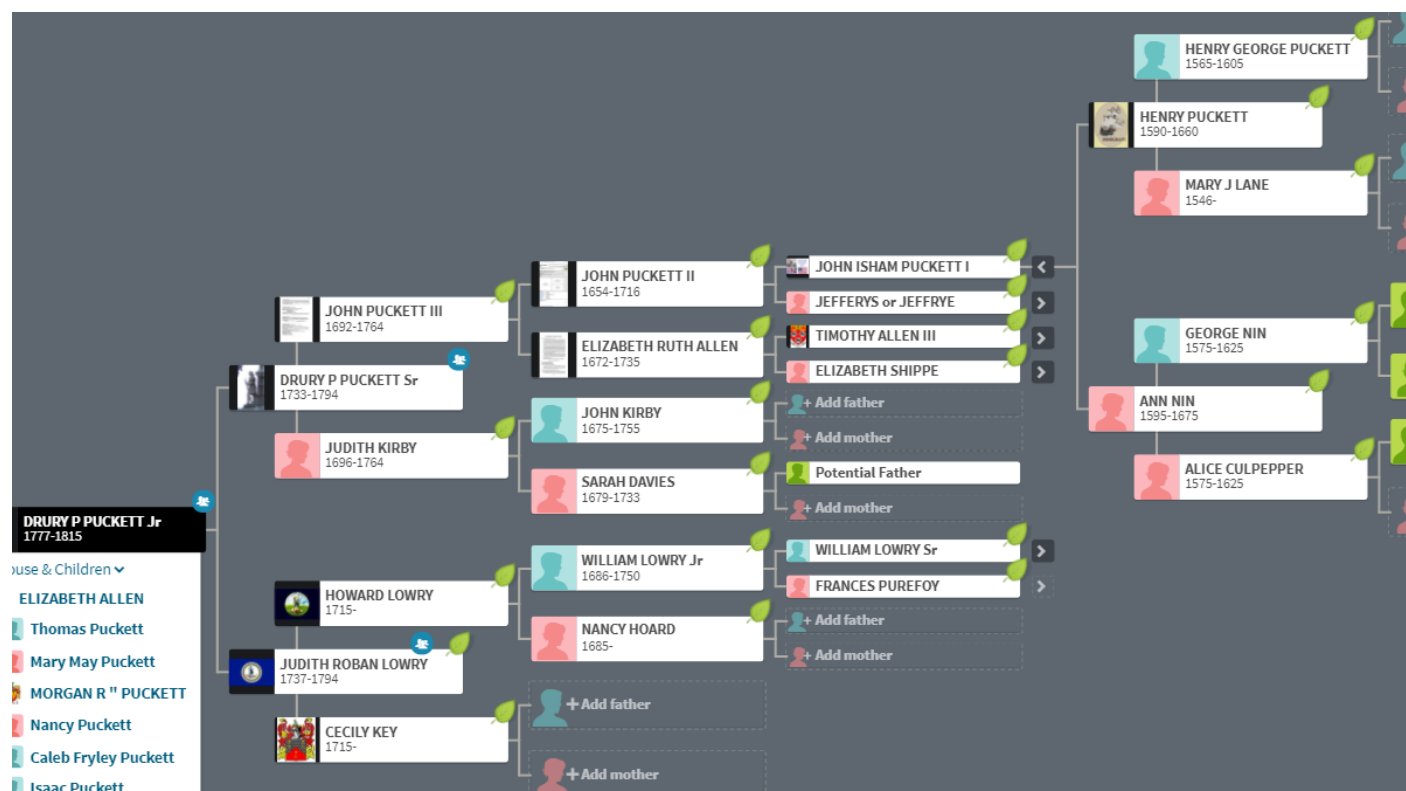 HENRY GEORGE PUCKETT
1565-1605
HENRY PUCKETT
1590-1660
MARY J LANE
1546-
JOHN PUCKETT II
1654-1716
JOHN ISHAM PUCKETT I
JEFFERYS or JEFFRYE
JOHN PUCKETT III
1692-1764
ELIZABETH RUTH ALLEN
1672-1735
TIMOTHY ALLEN III
ELIZABETH SHIPPE
GEORGE NIN
1575-1625
DRURY P PUCKETT Sr
1733-1794
ANN NIN
1595-1675
JOHN KIRBY
1675-1755
Add father
Add mother
JUDITH KIRBY
1696-1764
SARAH DAVIES
1679-1733
Potential Father
Add mother
ALICE CULPEPPER
1575-1625
DRURY P PUCKETT Jr
1777-1815
ouse & Children
ELIZABETH ALLEN
Thomas Puckett
Mary May Puckett
MORGAN R " PUCKETT
Nancy Puckett
Caleb Fryley Puckett
Isaac Puckett
WILLIAM LOWRY Jr
1686-1750
WILLIAM LOWRY Sr
FRANCES PUREFOY
HOWARD LOWRY
1715-
NANCY HOARD
1685-
Add father
Add mother
JUDITH ROBAN LOWRY
1737-1794
CECILY KEY
1715-
Add father
Add mother